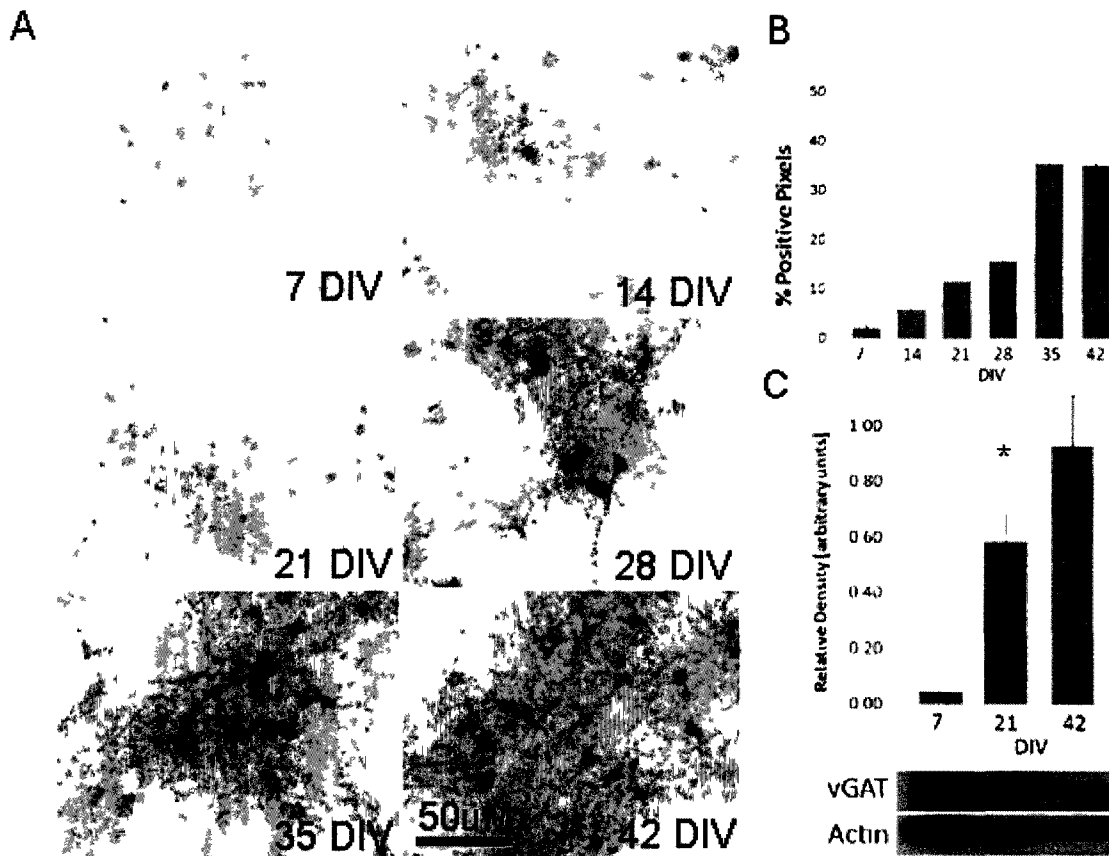 A
7 DIV
14 DIV
21 DIV
28 DIV
35 DIV
50u
42 DIV
B
% Positive Pixels
50
40
30
20
10
0
7 14 21 28 35 42
DIV
C
Relative Density [arbitrary units]
1 00
0 80
0 60
0 40
0 20
0 00
*
7 21 42
DIV
vGAT
Actin